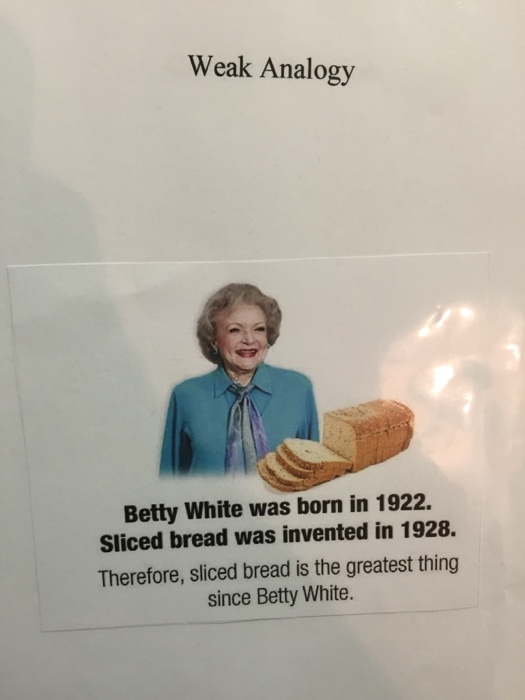 Weak Analogy
Betty White was born in 1922.
Sliced bread was invented in 1928.
Therefore, sliced bread is the greatest thing
since Betty White.